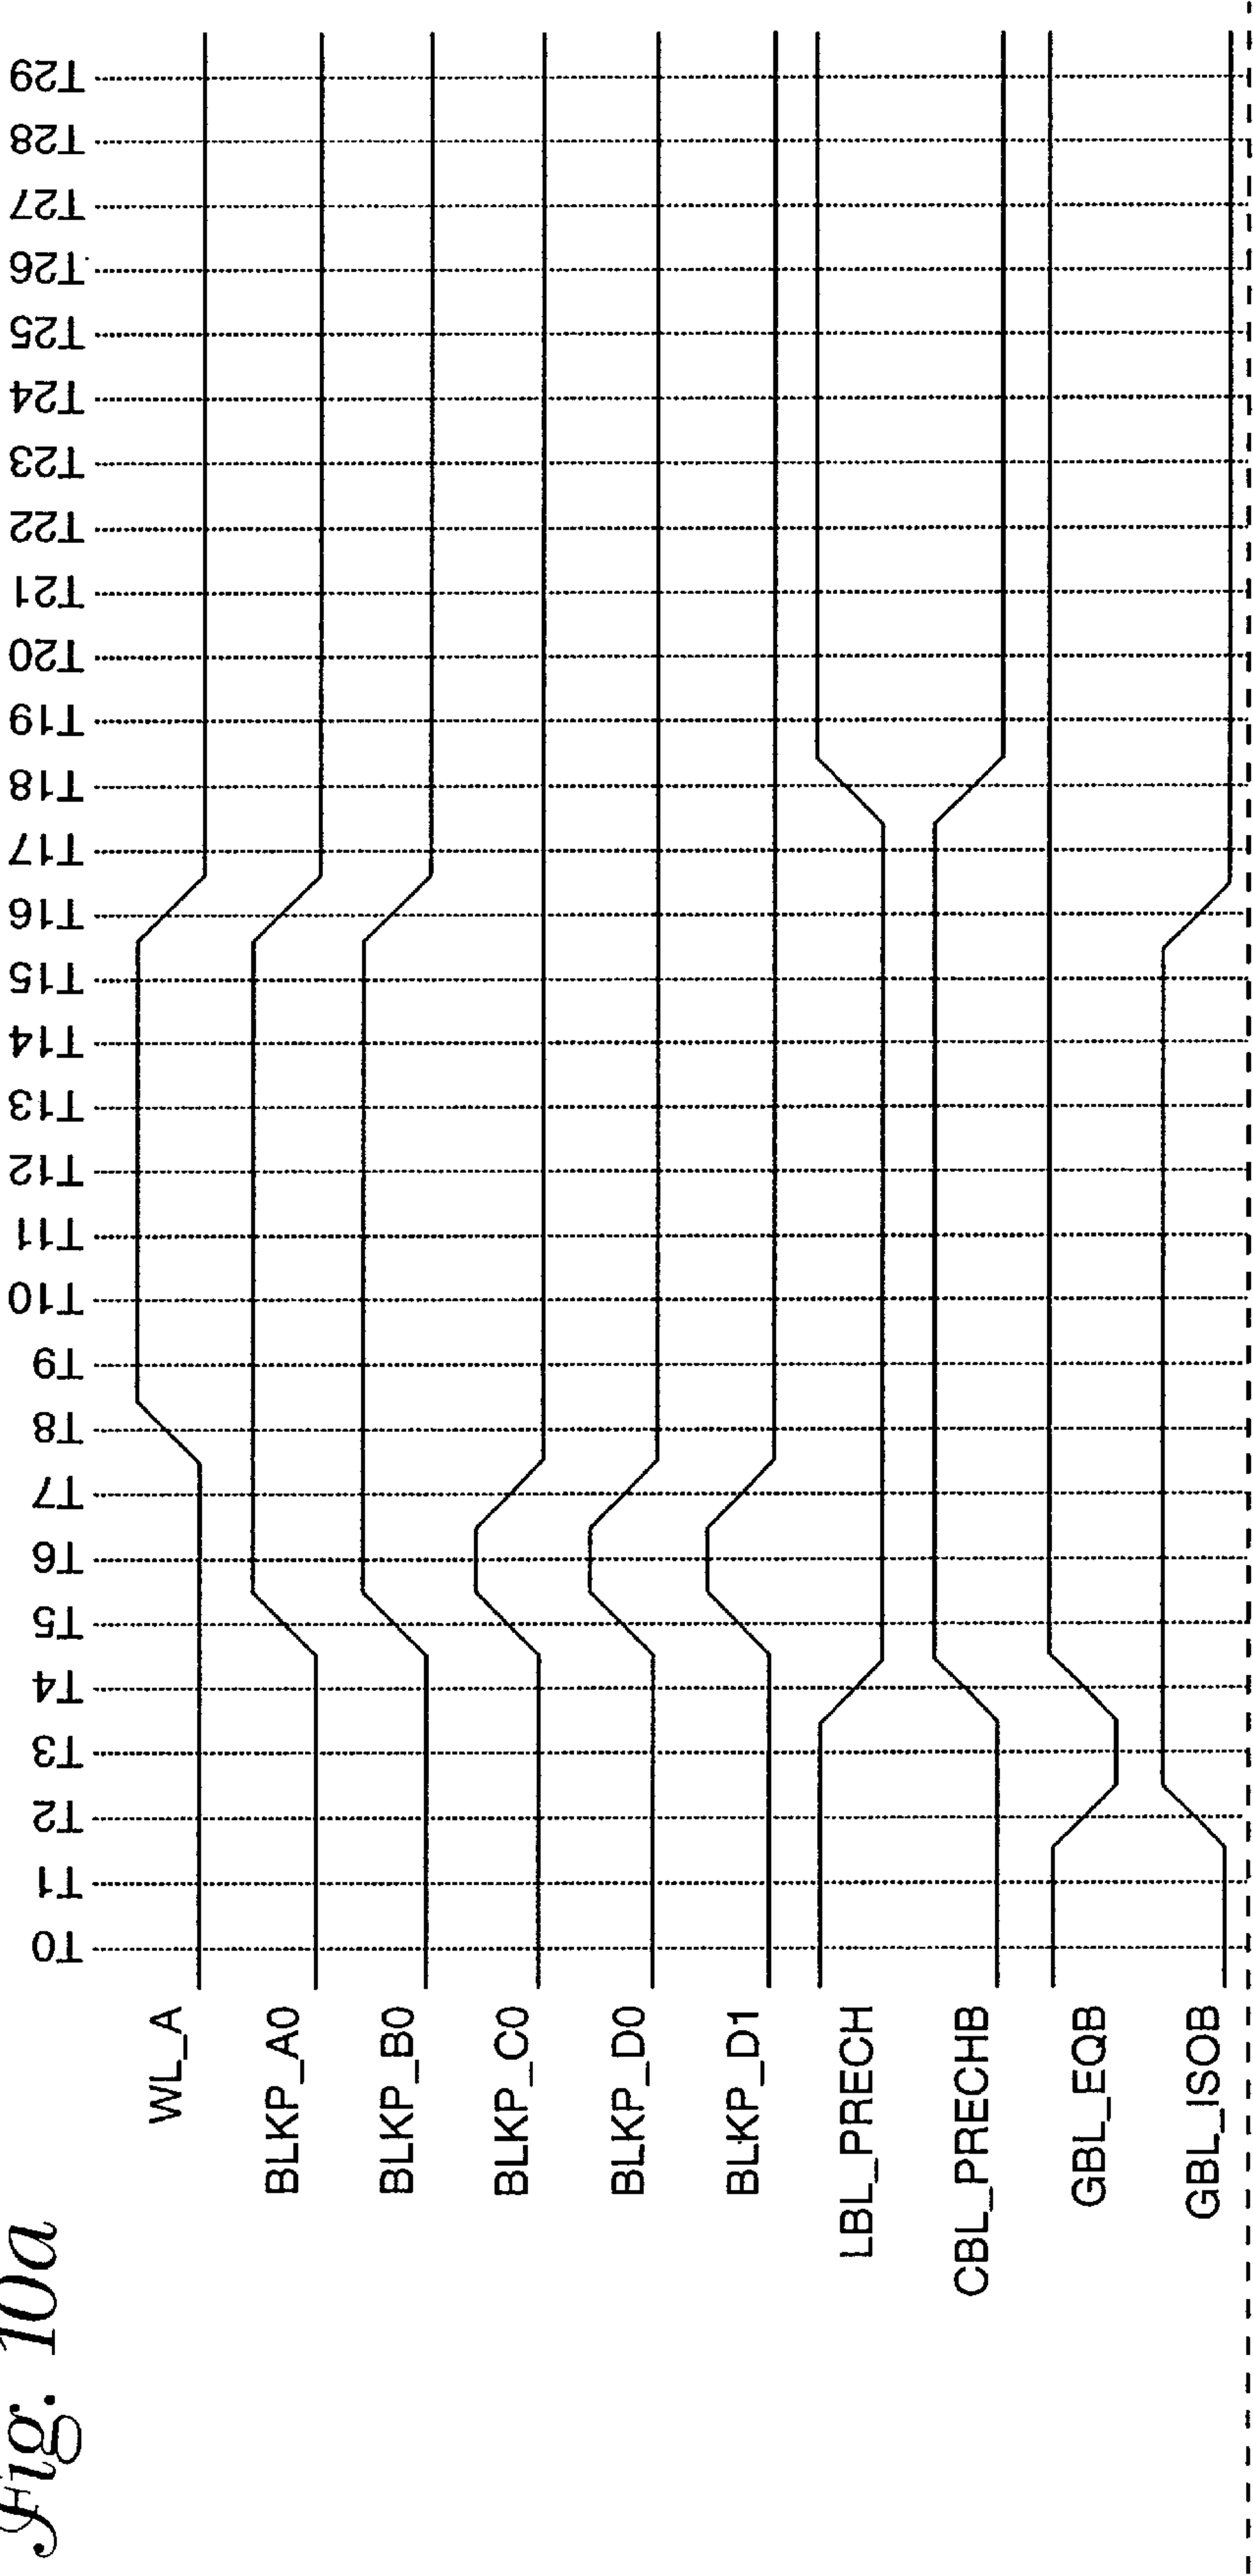 Fig. 10a
T0 T1 T2 T3 T4 T5 T6 T7 T8 T9 T10 T11 T12 T13 T14 T15 T16 T17 T18 T19 T20 T21 T22 T23 T24 T25 T26 T27 T28 T29
WL_A
BLKP_A0
BLKP_B0
BLKP_C0
BLKP_D0
BLKP_D1
LBL_PRECH
CBL_PRECHB
GBL_EQB
GBL_ISOB